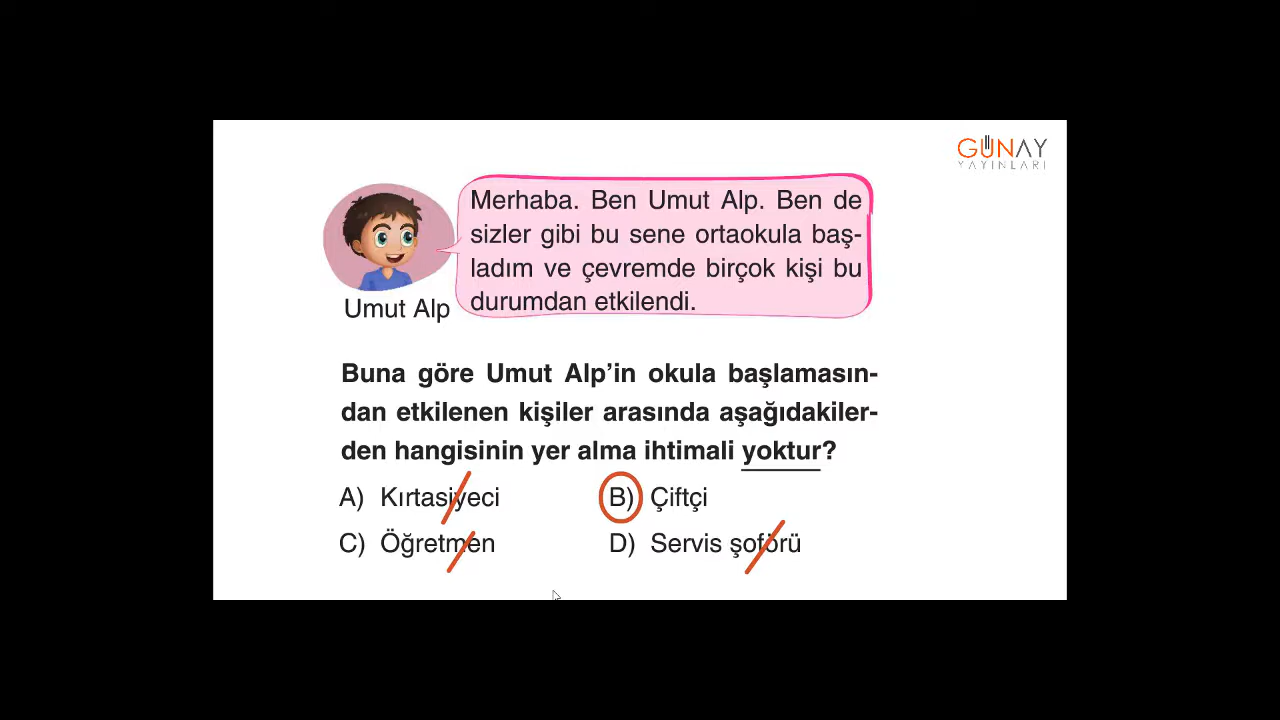 GÜNAY
YAYINLARI
Merhaba. Ben Umut Alp. Ben de
sizler gibi bu sene ortaokula baş-
ladım ve çevremde birçok kişi bu
durumdan etkilendi.
Umut Alp
Buna göre Umut Alp’in okula başlamasın-
dan etkilenen kişiler arasında aşağıdakiler-
den hangisinin yer alma ihtimali yoktur?
A) Kırtasiyeci
B) Çiftçi
C) Öğretmen
D) Servis şoförü